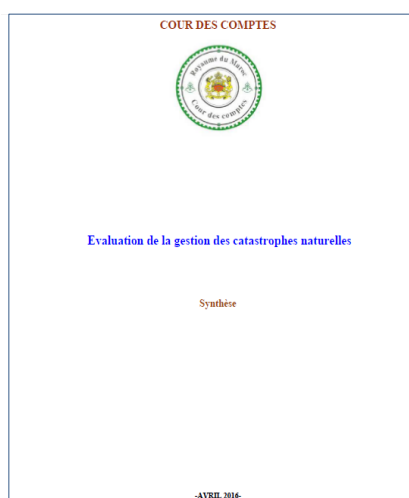 COUR DES COMPTES
Royaume du Maroc
Cour des comptes
Evaluation de la gestion des catastrophes naturelles
Synthèse
-AVRIL 2016-